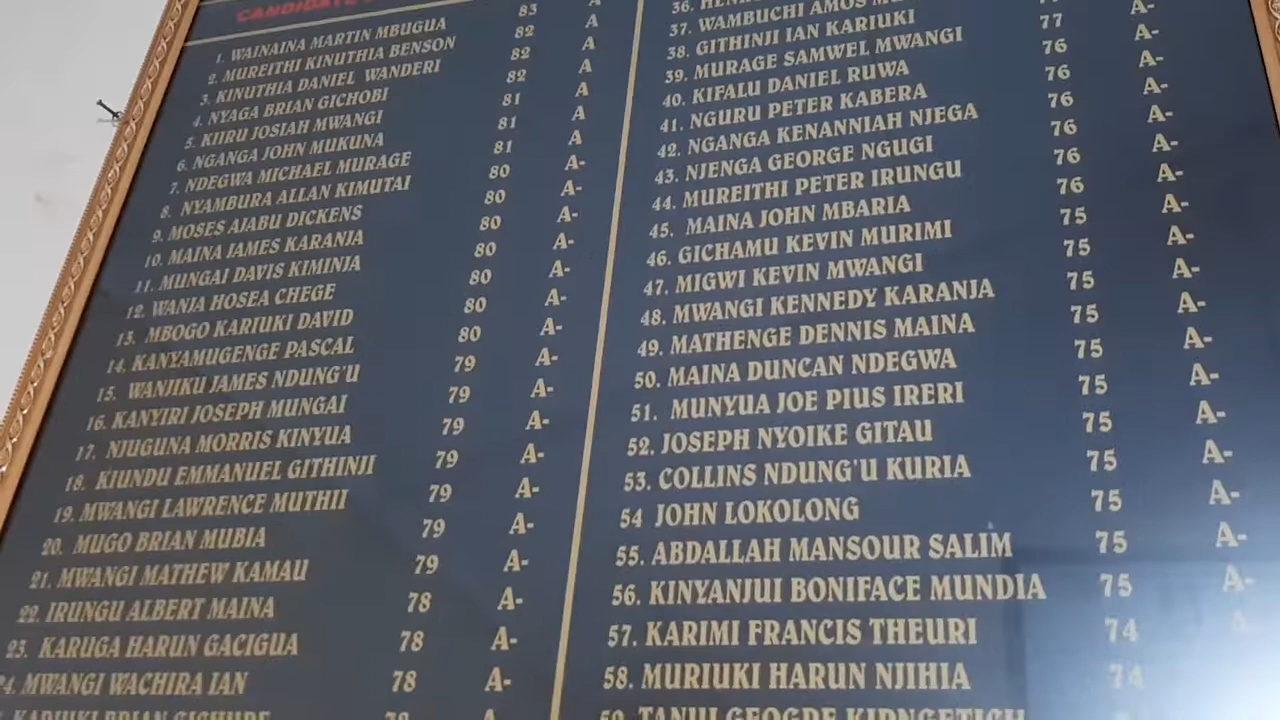 1. WAINAINA MARTIN MBUGUA 83 A
2. MUREITHI KINUTHIA BENSON 82 A
3. KINUTHIA DANIEL WANDERI 82 A
4. NYAGA BRIAN GICHOBI 82 A
5. KIIRU JOSIAH MWANGI 81 A
6. NGANGA JOHN MUKUNA 81 A
7. NDEGWA MICHAEL MURAGE 81 A
8. NYAMBURA ALLAN KIMUTAI 80 A-
9. MOSES AJABU DICKENS 80 A-
10. MAINA JAMES KARANJA 80 A-
11. MUNGAI DAVIS KIMINJA 80 A-
12. WANJA HOSEA CHEGE 80 A-
13. MBOGO KARIUKI DAVID 80 A-
14. KANYAMUGENGE PASCAL 80 A-
15. WANJIKU JAMES NDUNG'U 79 A-
16. KANYIRI JOSEPH MUNGAI 79 A-
17. NJUGUNA MORRIS KINYUA 79 A-
18. KIUNDU EMMANUEL GITHINJI 79 A-
19. MWANGI LAWRENCE MUTHII 79 A-
20. MUGO BRIAN MUBIA 79 A-
21. MWANGI MATHEW KAMAU 79 A-
22. IRUNGU ALBERT MAINA 78 A-
23. KARUGA HARUN GACIGUA 78 A-
24. MWANGI WACHIRA IAN 78 A-
36.
37. WAMBUCHI AMOS
38. GITHINJI IAN KARIUKI
39. MURAGE SAMWEL MWANGI 77 A-
40. KIFALU DANIEL RUWA 76 A-
41. NGURU PETER KABERA 76 A-
42. NGANGA KENANNIAH NJEGA 76 A-
43. NJENGA GEORGE NGUGI 76 A-
44. MUREITHI PETER IRUNGU 76 A-
45. MAINA JOHN MBARIA 76 A-
46. GICHAMU KEVIN MURIMI 75 A-
47. MIGWI KEVIN MWANGI 75 A-
48. MWANGI KENNEDY KARANJA 75 A-
49. MATHENGE DENNIS MAINA 75 A-
50. MAINA DUNCAN NDEGWA 75 A-
51. MUNYUA JOE PIUS IRERI 75 A-
52. JOSEPH NYOIKE GITAU 75 A-
53. COLLINS NDUNG'U KURIA 75 A-
54 JOHN LOKOLONG 75 A-
55. ABDALLAH MANSOUR SALIM 75 A-
56. KINYANJUI BONIFACE MUNDIA 75 A-
57. KARIMI FRANCIS THEURI 74
58. MURIUKI HARUN NJIHIA 74